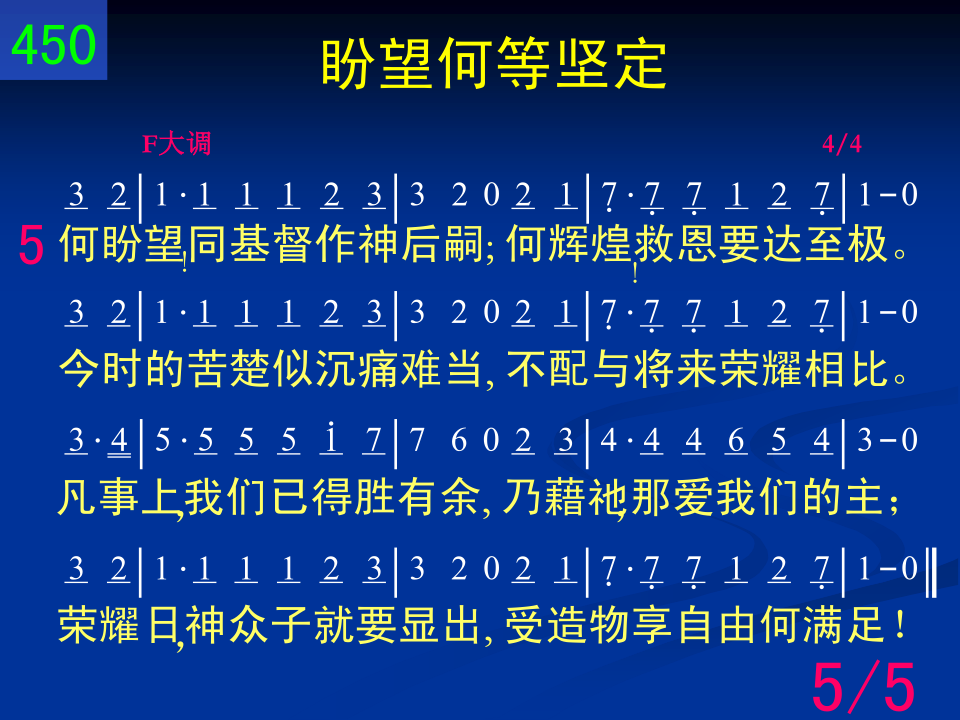 450
盼望何等坚定
F大调 4/4
3 2|1·1 1 1 2 3|3 2 0 2 1|7̣·7̣ 7̣ 1 2 7̣|1-0
5 何盼望!同基督作神后嗣;何辉煌!救恩要达至极。
3 2|1·1 1 1 2 3|3 2 0 2 1|7̣·7̣ 7̣ 1 2 7̣|1-0
今时的苦楚似沉痛难当,不配与将来荣耀相比。
3·4|5·5 5 5 i 7|7 6 0 2 3|4·4 4 6 5 4|3-0
凡事上,我们已得胜有余,乃藉祂,那爱我们的主;
3 2|1·1 1 1 2 3|3 2 0 2 1|7̣·7̣ 7̣ 1 2 7̣|1-0‖
荣耀日,神众子就要显出,受造物享自由何满足!
5/5